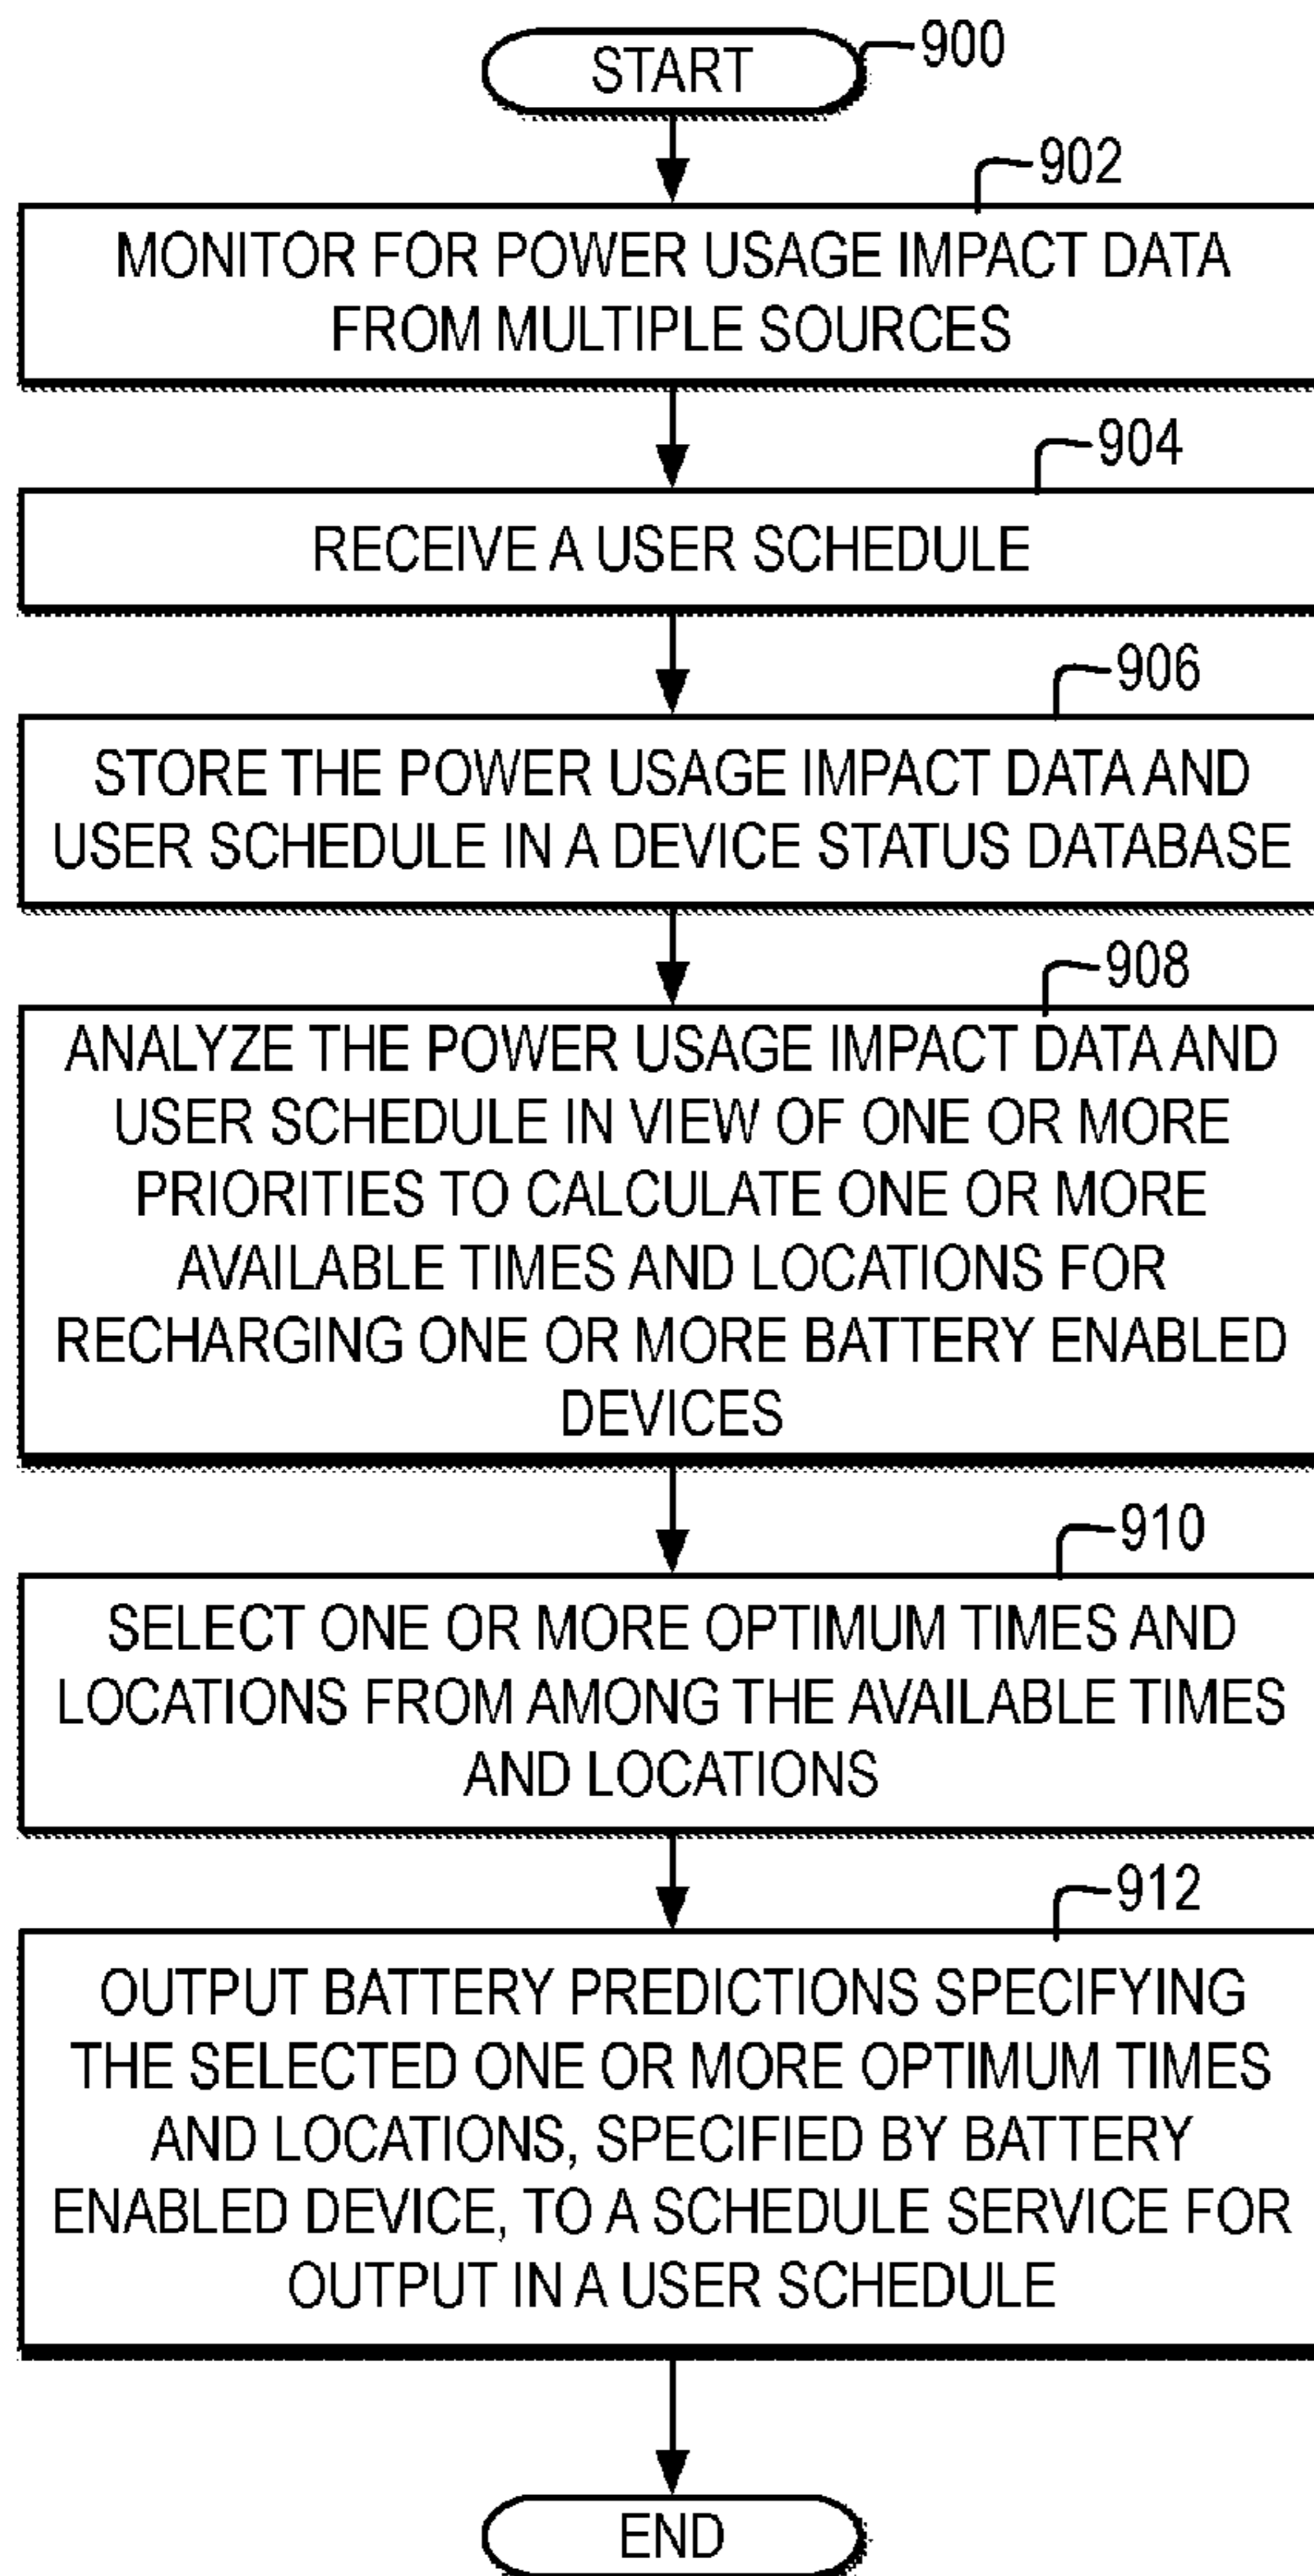 START
900
902
MONITOR FOR POWER USAGE IMPACT DATA
FROM MULTIPLE SOURCES
904
RECEIVE A USER SCHEDULE
906
STORE THE POWER USAGE IMPACT DATA AND
USER SCHEDULE IN A DEVICE STATUS DATABASE
908
ANALYZE THE POWER USAGE IMPACT DATA AND
USER SCHEDULE IN VIEW OF ONE OR MORE
PRIORITIES TO CALCULATE ONE OR MORE
AVAILABLE TIMES AND LOCATIONS FOR
RECHARGING ONE OR MORE BATTERY ENABLED
DEVICES
910
SELECT ONE OR MORE OPTIMUM TIMES AND
LOCATIONS FROM AMONG THE AVAILABLE TIMES
AND LOCATIONS
912
OUTPUT BATTERY PREDICTIONS SPECIFYING
THE SELECTED ONE OR MORE OPTIMUM TIMES
AND LOCATIONS, SPECIFIED BY BATTERY
ENABLED DEVICE, TO A SCHEDULE SERVICE FOR
OUTPUT IN A USER SCHEDULE
END